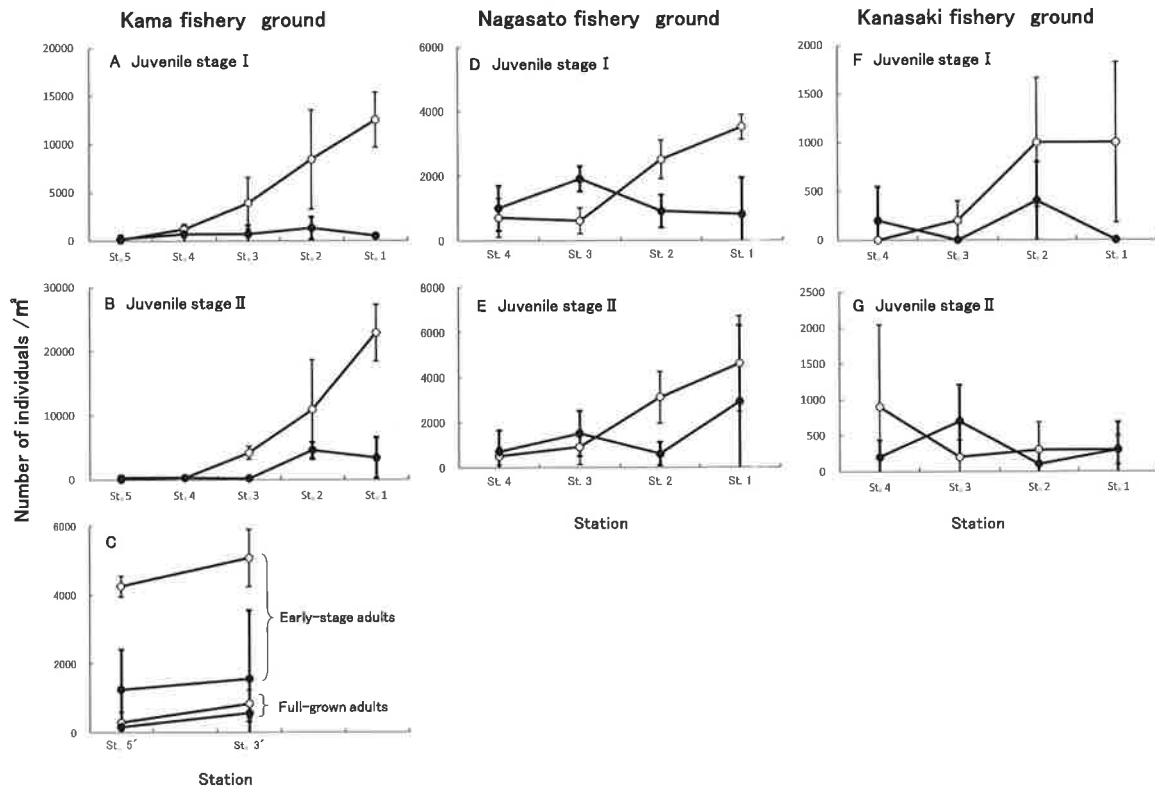 Kama fishery ground
Nagasato fishery ground
Kanasaki fishery ground
A Juvenile stage Ⅰ
20000
15000
10000
5000
0
St. 5 St. 4 St. 3 St. 2 St. 1
D Juvenile stage Ⅰ
6000
4000
2000
0
St. 4 St. 3 St. 2 St. 1
F Juvenile stage Ⅰ
2000
1500
1000
500
0
St. 4 St. 3 St. 2 St. 1
Number of individuals /㎡
B Juvenile stage Ⅱ
30000
20000
10000
0
St. 5 St. 4 St. 3 St. 2 St. 1
E Juvenile stage Ⅱ
8000
6000
4000
2000
0
St. 4 St. 3 St. 2 St. 1
Station
G Juvenile stage Ⅱ
2500
2000
1500
1000
500
0
St. 4 St. 3 St. 2 St. 1
Station
C
6000
4000
2000
0
Early-stage adults
Full-grown adults
St. 5´ St. 3´
Station